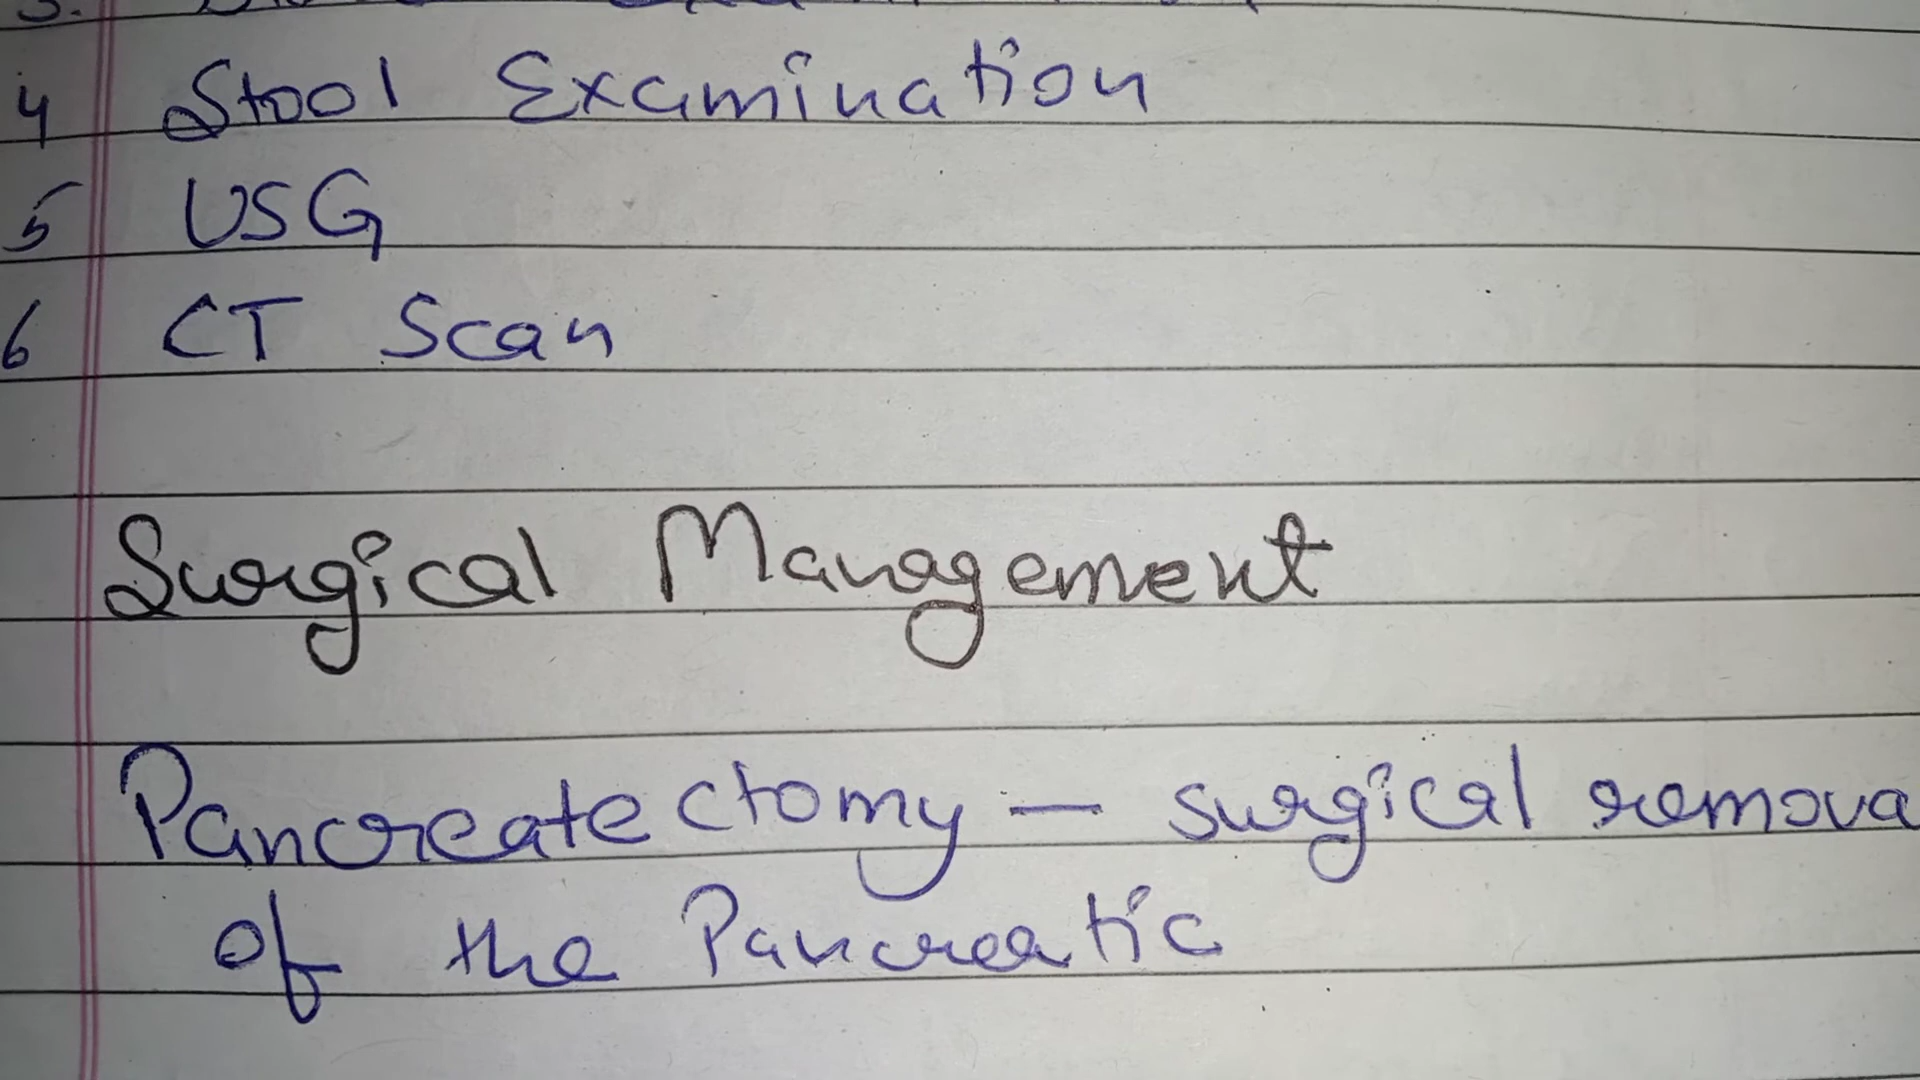 4 Stool Examination
5 USG
6 CT Scan
Surgical Management
Pancreatectomy — surgical remova
of the Pancreatic